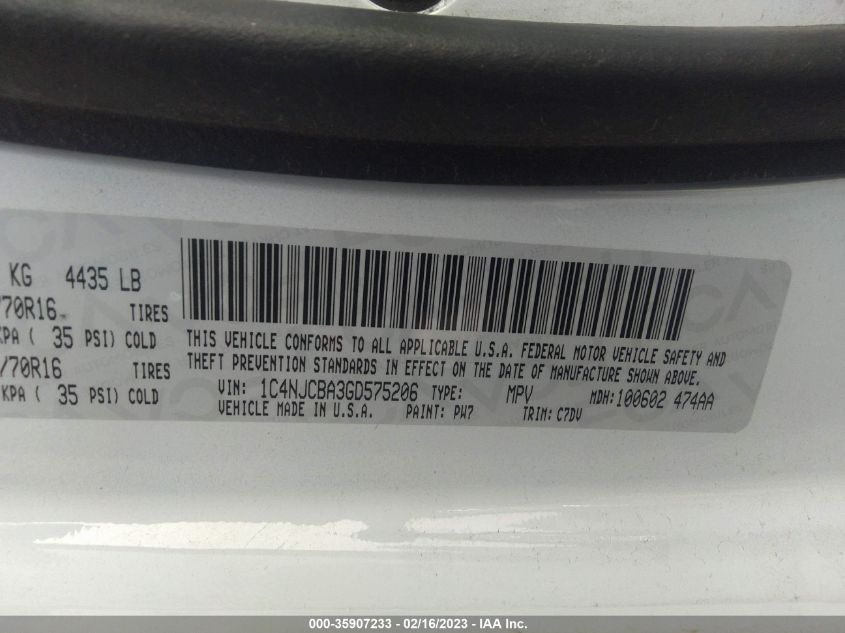 KG 4435 LB
/70R16 TIRES
KPA ( 35 PSI) COLD
/70R16 TIRES
KPA ( 35 PSI) COLD
THIS VEHICLE CONFORMS TO ALL APPLICABLE U.S.A. FEDERAL MOTOR VEHICLE SAFETY AND
THEFT PREVENTION STANDARDS IN EFFECT ON THE DATE OF MANUFACTURE SHOWN ABOVE.
VIN: 1C4NJCBA3GD575206 TYPE: MPV MDH: 100602 474AA
VEHICLE MADE IN U.S.A. PAINT: PW7 TRIM: C7DV
000-35907233 - 02/16/2023 - IAA Inc.